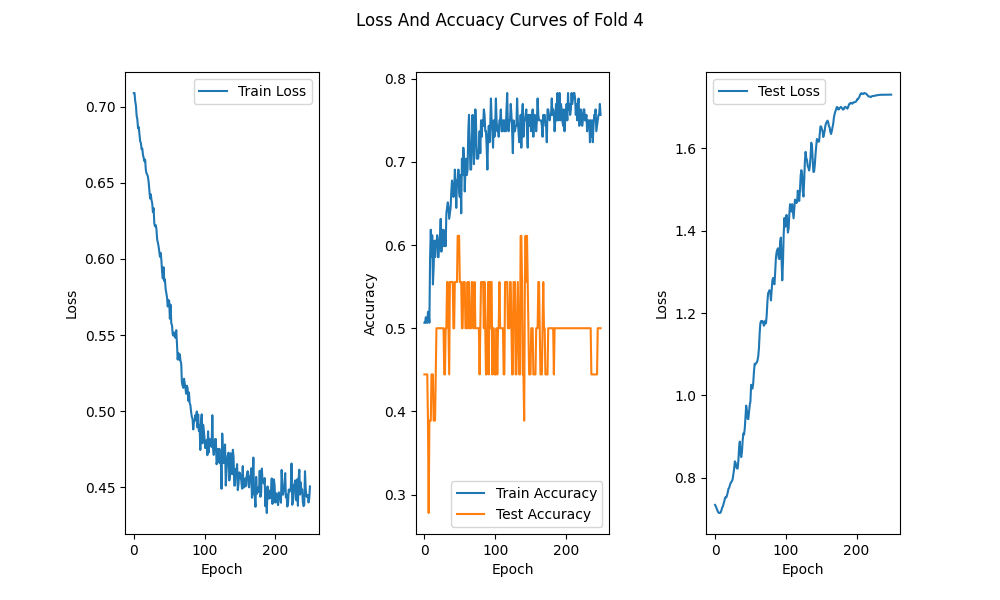 Loss And Accuacy Curves of Fold 4
Train Loss
0.70
0.65
0.60
0.55
0.50
0.45
Loss
0 100 200
Epoch
0.8
0.7
0.6
0.5
0.4
0.3
Accuracy
Train Accuracy
Test Accuracy
0 100 200
Epoch
Test Loss
1.6
1.4
1.2
1.0
0.8
Loss
0 100 200
Epoch